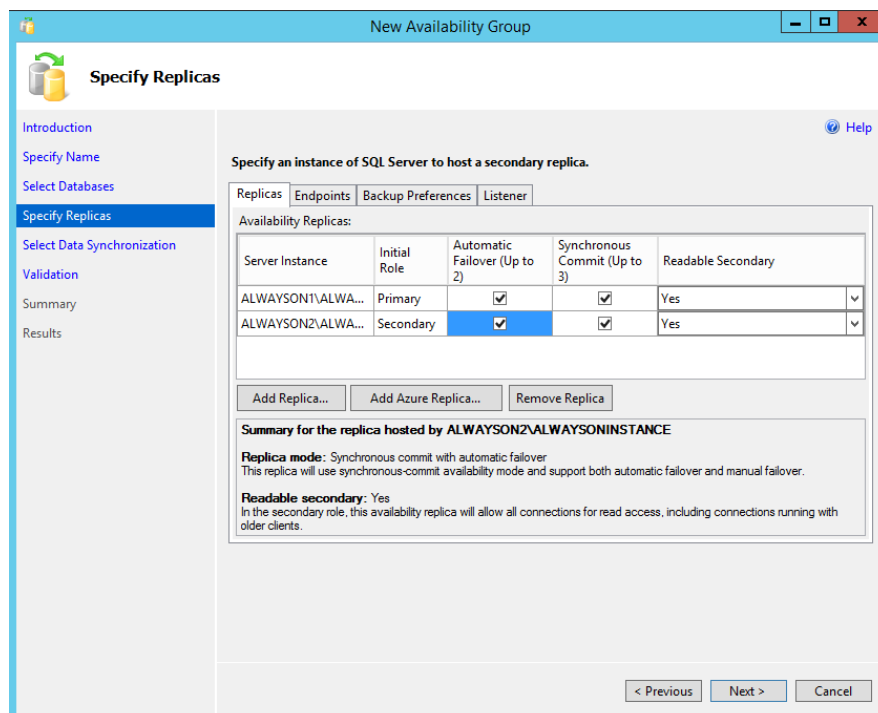 New Availability Group
Specify Replicas
Introduction
Specify Name
Select Databases
Specify Replicas
Select Data Synchronization
Validation
Summary
Results
Help
Specify an instance of SQL Server to host a secondary replica.
Replicas Endpoints Backup Preferences Listener
Availability Replicas:
Server Instance
Initial
Role
Automatic
Failover (Up to
2)
Synchronous
Commit (Up to
3)
Readable Secondary
ALWAYSON1\ALWA... Primary Yes
ALWAYSON2\ALWA... Secondary Yes
Add Replica... Add Azure Replica... Remove Replica
Summary for the replica hosted by ALWAYSON2\ALWAYSONINSTANCE
Replica mode: Synchronous commit with automatic failover
This replica will use synchronous-commit availability mode and support both automatic failover and manual failover.
Readable secondary: Yes
In the secondary role, this availability replica will allow all connections for read access, including connections running with
older clients.
< Previous Next > Cancel